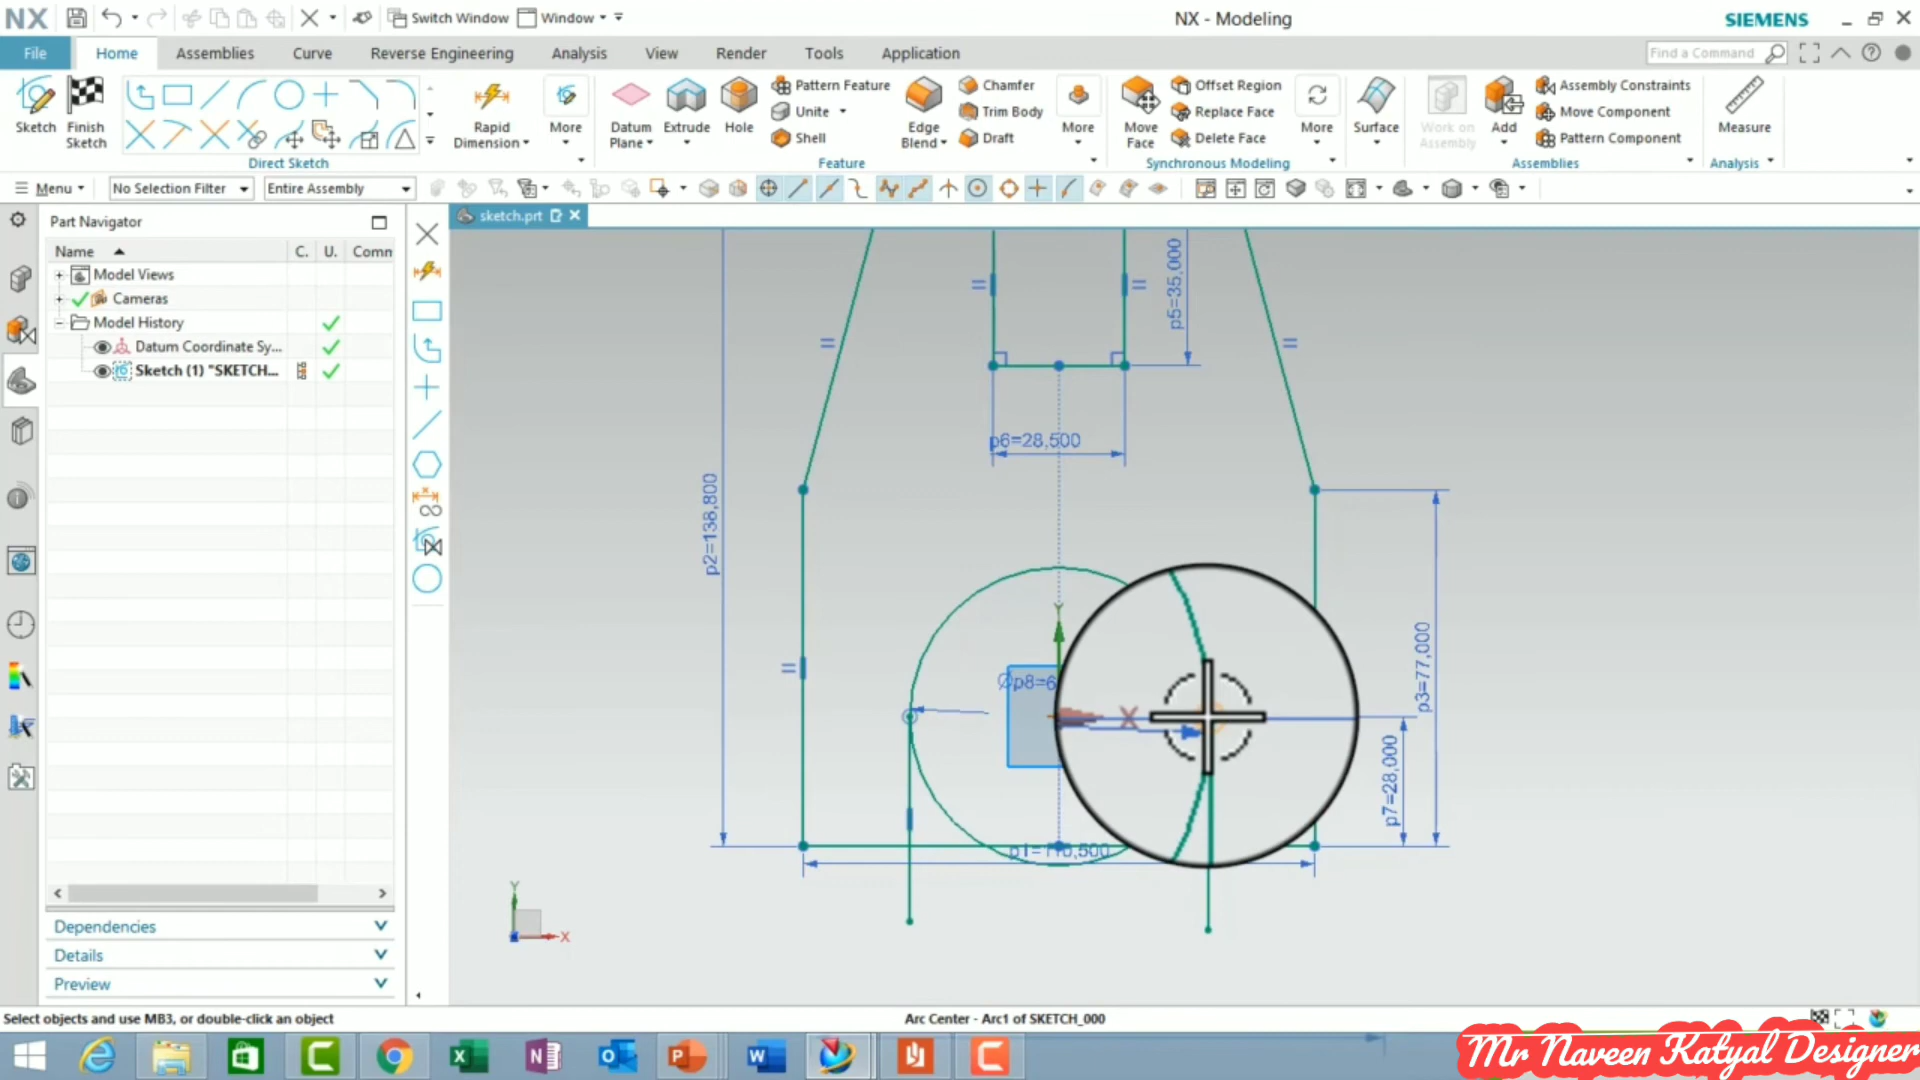 NX
Switch Window
Window
NX - Modeling
SIEMENS
File
Home
Assemblies
Curve
Reverse Engineering
Analysis
View
Render
Tools
Application
Find a Command
Sketch
Finish
Sketch
Direct Sketch
Rapid
Dimension
More
Datum
Plane
Extrude
Hole
Pattern Feature
Unite
Shell
Edge
Blend
Chamfer
Trim Body
Draft
More
Feature
Move
Face
Offset Region
Replace Face
Delete Face
More
Synchronous Modeling
Surface
Work on
Assembly
Add
Assembly Constraints
Move Component
Pattern Component
Assemblies
Measure
Analysis
Menu
No Selection Filter
Entire Assembly
Part Navigator
sketch.prt
Name
C.
U.
Comn
Model Views
Cameras
Model History
Datum Coordinate Sy...
Sketch (1) "SKETCH...
Dependencies
Details
Preview
p5=35,000
p6=28,500
p2=138,800
p3=77,000
Øp8=6
Y
X
p7=28,000
Y
X
Select objects and use MB3, or double-click an object
Arc Center - Arc1 of SKETCH_000
Mr Naveen Katyal Designer